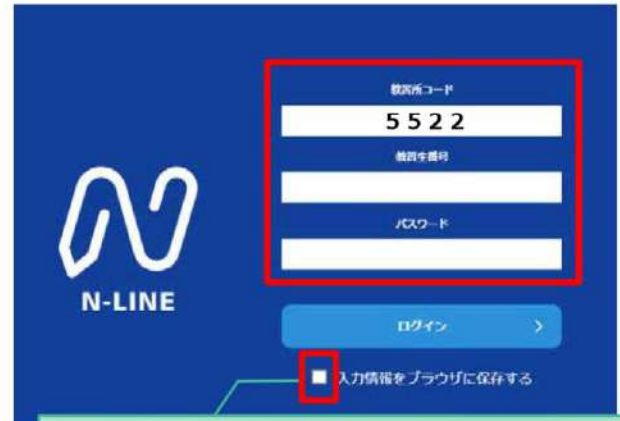 教習所コード
5522
教習生番号
パスワード
N-LINE
ログイン
入力情報をブラウザに保存する